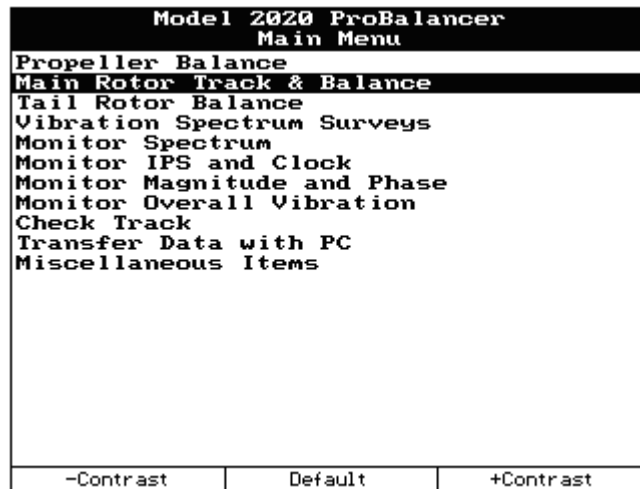 Model 2020 ProBalancer
Main Menu
Propeller Balance
Main Rotor Track & Balance
Tail Rotor Balance
Vibration Spectrum Surveys
Monitor Spectrum
Monitor IPS and Clock
Monitor Magnitude and Phase
Monitor Overall Vibration
Check Track
Transfer Data with PC
Miscellaneous Items
-Contrast Default +Contrast